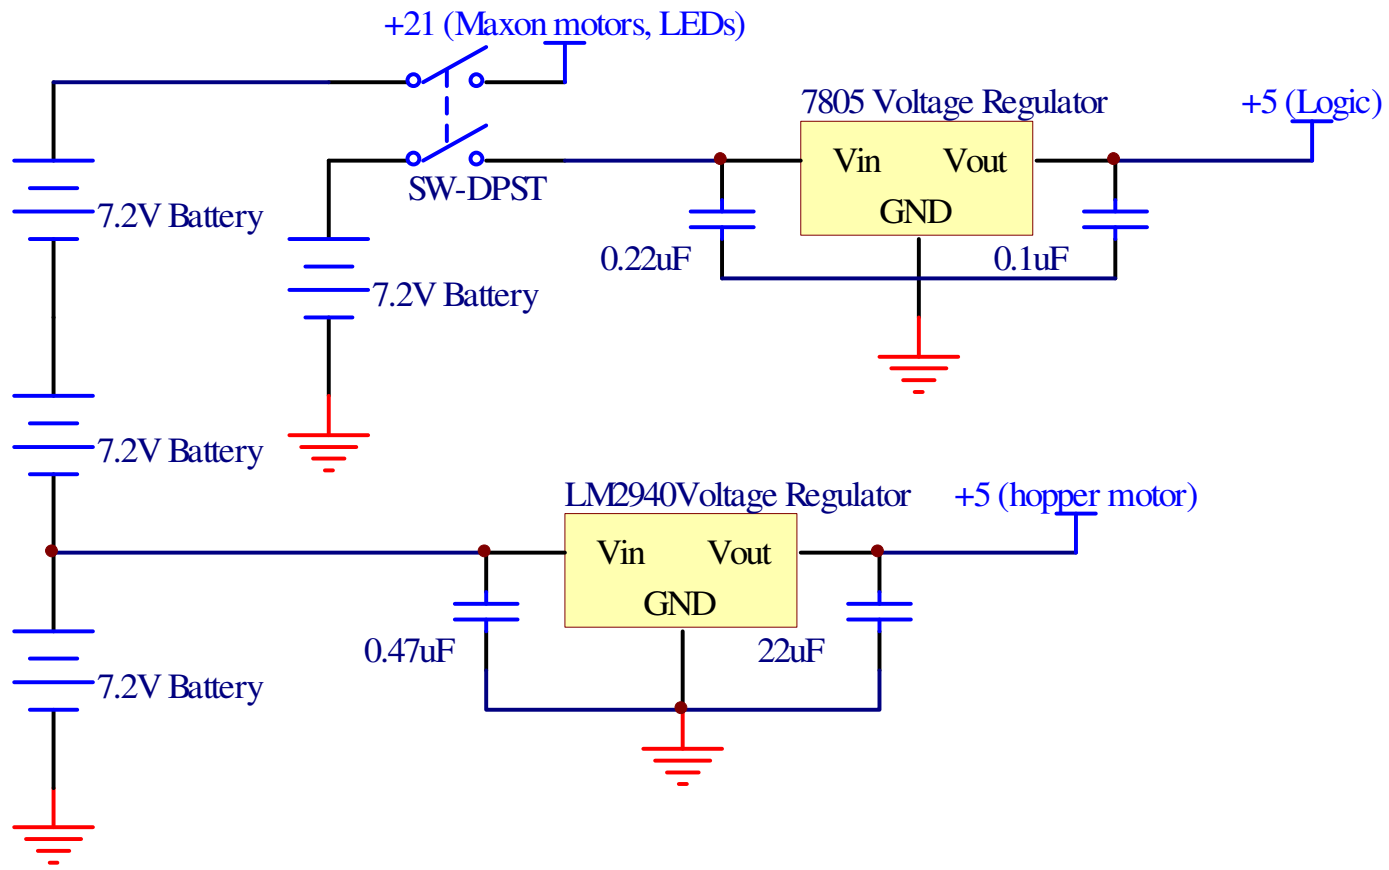 +21 (Maxon motors, LEDs)
7805 Voltage Regulator
+5 (Logic)
Vin
Vout
GND
SW-DPST
7.2V Battery
0.22uF
0.1uF
7.2V Battery
7.2V Battery
LM2940Voltage Regulator
+5 (hopper motor)
Vin
Vout
GND
0.47uF
22uF
7.2V Battery